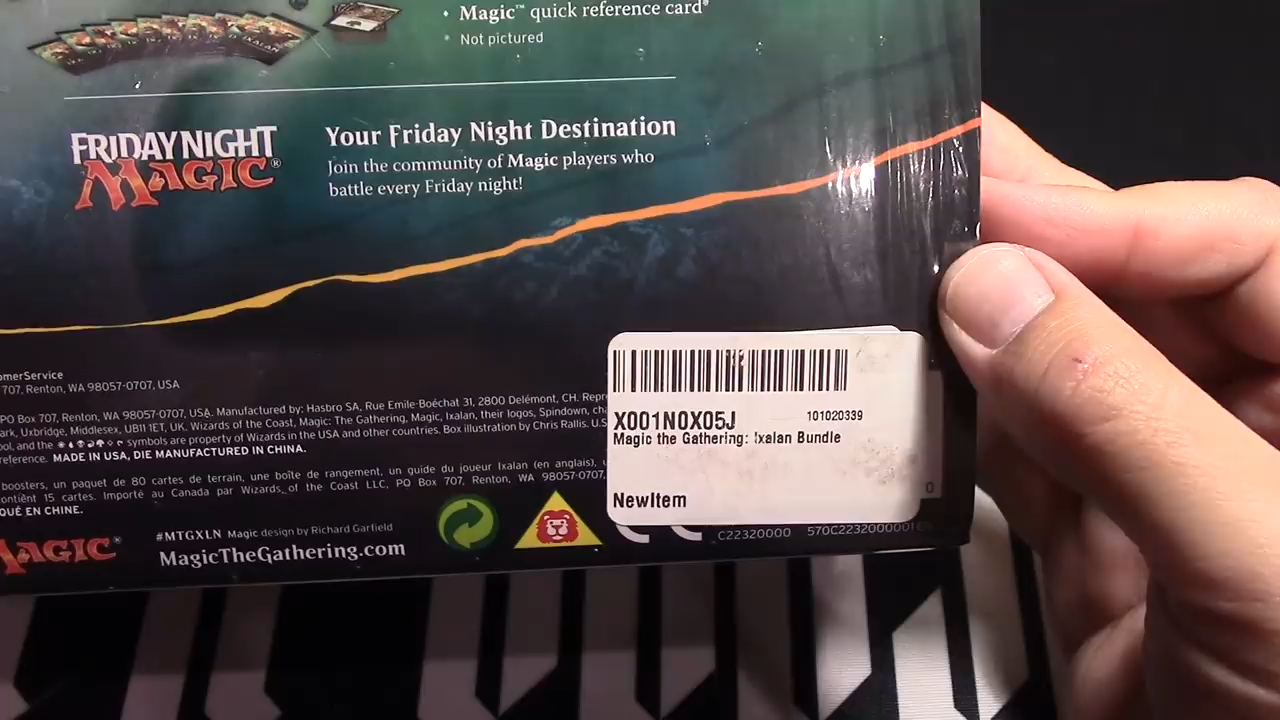 IXALAN
• Magic™ quick reference card*
* Not pictured
FRIDAY NIGHT
MAGIC®
Your Friday Night Destination
Join the community of Magic players who
battle every Friday night!
omerService
707, Renton, WA 98057-0707, USA
PO Box 707, Renton, WA 98057-0707, USA. Manufactured by: Hasbro SA, Rue Emile-Boéchat 31, 2800 Delémont, CH. Repr
ark, Uxbridge, Middlesex, UB11 1ET, UK. Wizards of the Coast, Magic: The Gathering, Magic, Ixalan, their logos, Spindown, cha
ool, and the symbols are property of Wizards in the USA and other countries. Box illustration by Chris Rallis. U.S
reference. MADE IN USA, DIE MANUFACTURED IN CHINA.
boosters, un paquet de 80 cartes de terrain, une boîte de rangement, un guide du joueur Ixalan (en anglais), u
ontient 15 cartes. Importé au Canada par Wizards of the Coast LLC, PO Box 707, Renton, WA 98057-0707,
QUÉ EN CHINE.
MAGIC®
#MTGXLN Magic design by Richard Garfield
MagicTheGathering.com
X001N0X05J 101020339
Magic the Gathering: Ixalan Bundle
NewItem
0
C22320000 570C2232000001